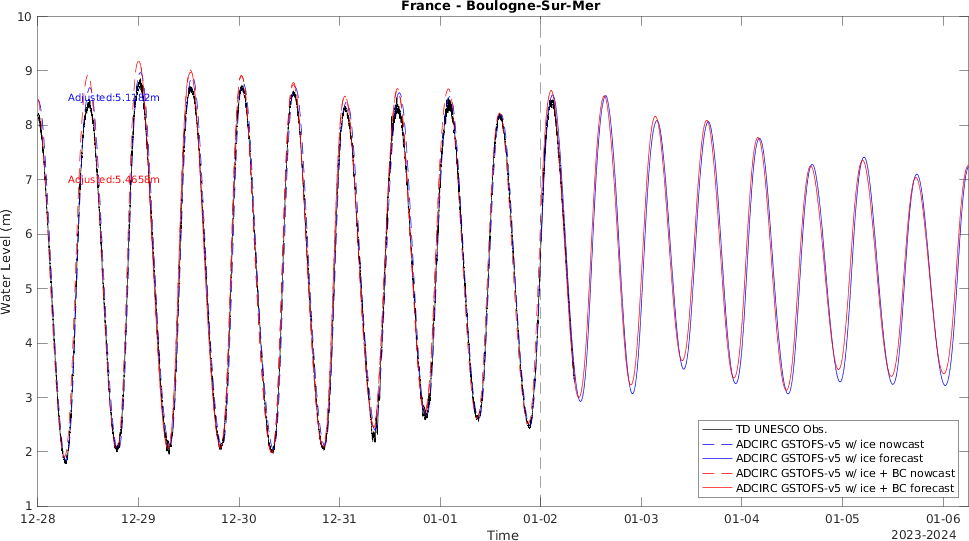 France - Boulogne-Sur-Mer
10
9
8
7
6
5
4
3
2
1
Water Level (m)
Adjusted:5.1182m
Adjusted:5.4658m
TD UNESCO Obs.
ADCIRC GSTOFS-v5 w/ ice nowcast
ADCIRC GSTOFS-v5 w/ ice forecast
ADCIRC GSTOFS-v5 w/ ice + BC nowcast
ADCIRC GSTOFS-v5 w/ ice + BC forecast
12-28 12-29 12-30 12-31 01-01 01-02 01-03 01-04 01-05 01-06
Time
2023-2024